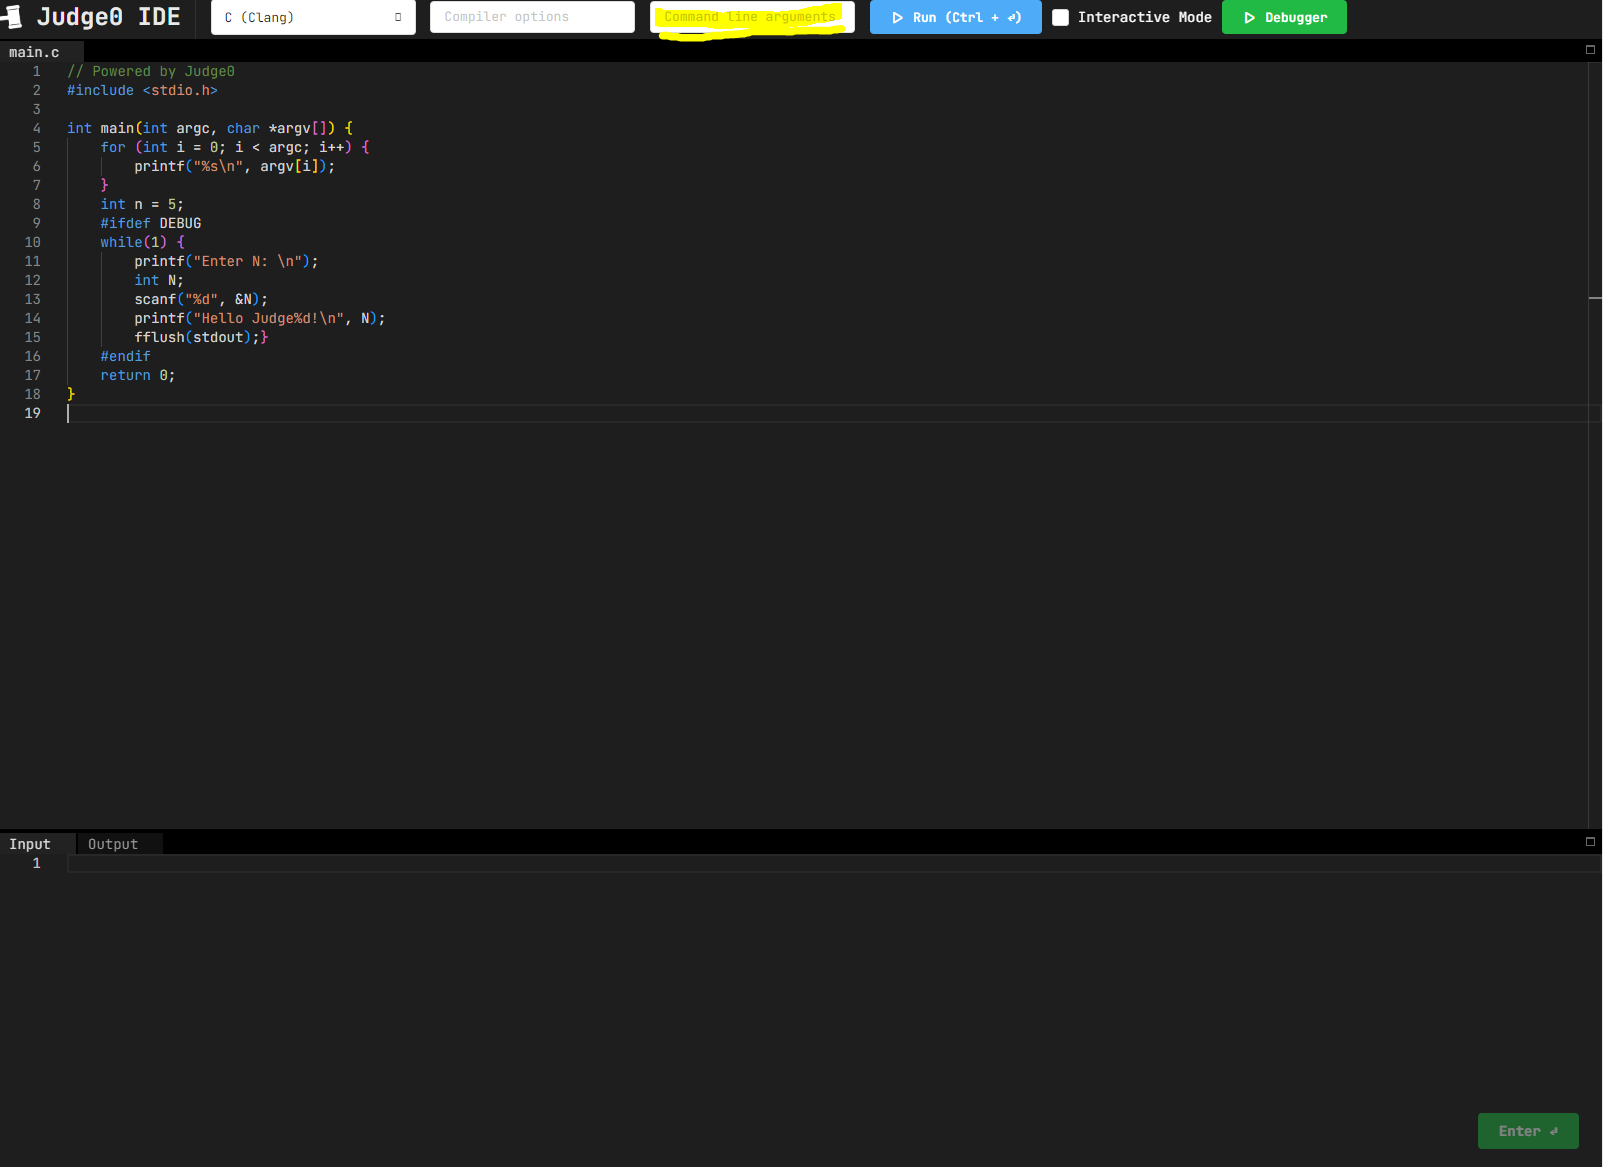 Judge0 IDE C (Clang) Compiler options Command line arguments Run (Ctrl + ⏎) Interactive Mode Debugger
main.c
1 // Powered by Judge0
2 #include <stdio.h>
3
4 int main(int argc, char *argv[]) {
5     for (int i = 0; i < argc; i++) {
6         printf("%s\n", argv[i]);
7     }
8     int n = 5;
9     #ifdef DEBUG
10     while(1) {
11         printf("Enter N: \n");
12         int N;
13         scanf("%d", &N);
14         printf("Hello Judge%d!\n", N);
15         fflush(stdout);}
16     #endif
17     return 0;
18 }
19
Input Output
1
Enter ⏎